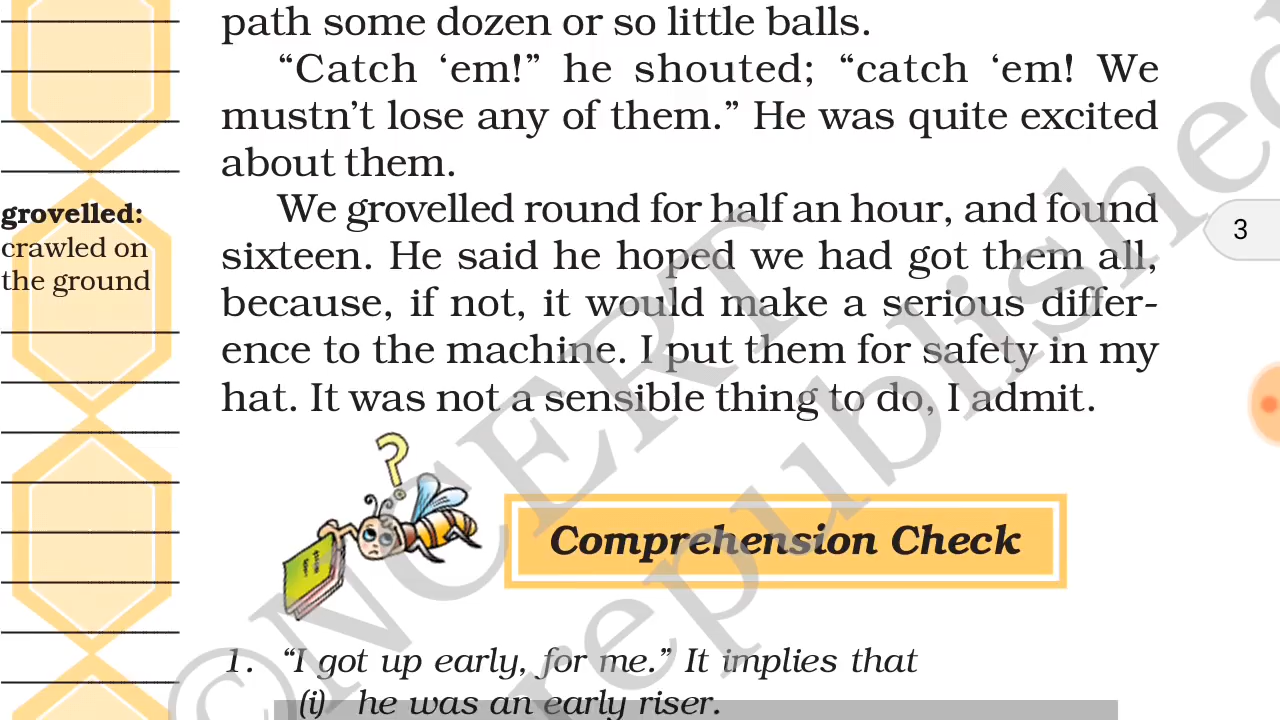 path some dozen or so little balls.
“Catch ‘em!” he shouted; “catch ‘em! We
mustn’t lose any of them.” He was quite excited
about them.
We grovelled round for half an hour, and found
sixteen. He said he hoped we had got them all,
because, if not, it would make a serious differ-
ence to the machine. I put them for safety in my
hat. It was not a sensible thing to do, I admit.
grovelled:
crawled on
the ground
3
?
Comprehension Check
1. “I got up early, for me.” It implies that
(i) he was an early riser.
©NCERT
republished